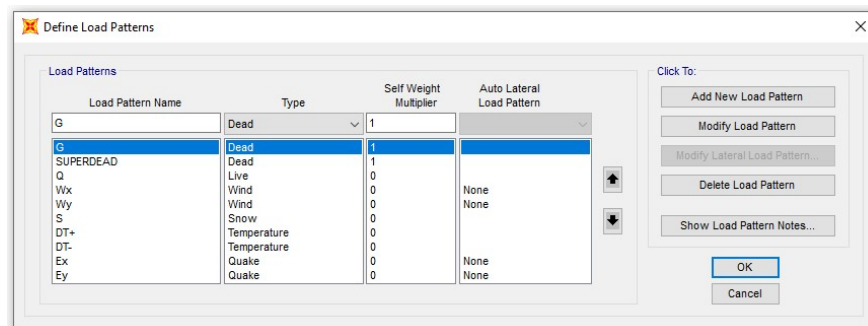 Define Load Patterns
Load Patterns
Click To:
Load Pattern Name Type Self Weight Multiplier Auto Lateral Load Pattern
G Dead 1
G Dead 1
SUPERDEAD Dead 1
Q Live 0
Wx Wind 0 None
Wy Wind 0 None
S Snow 0
DT+ Temperature 0
DT- Temperature 0
Ex Quake 0 None
Ey Quake 0 None
Add New Load Pattern
Modify Load Pattern
Modify Lateral Load Pattern...
Delete Load Pattern
Show Load Pattern Notes...
OK
Cancel